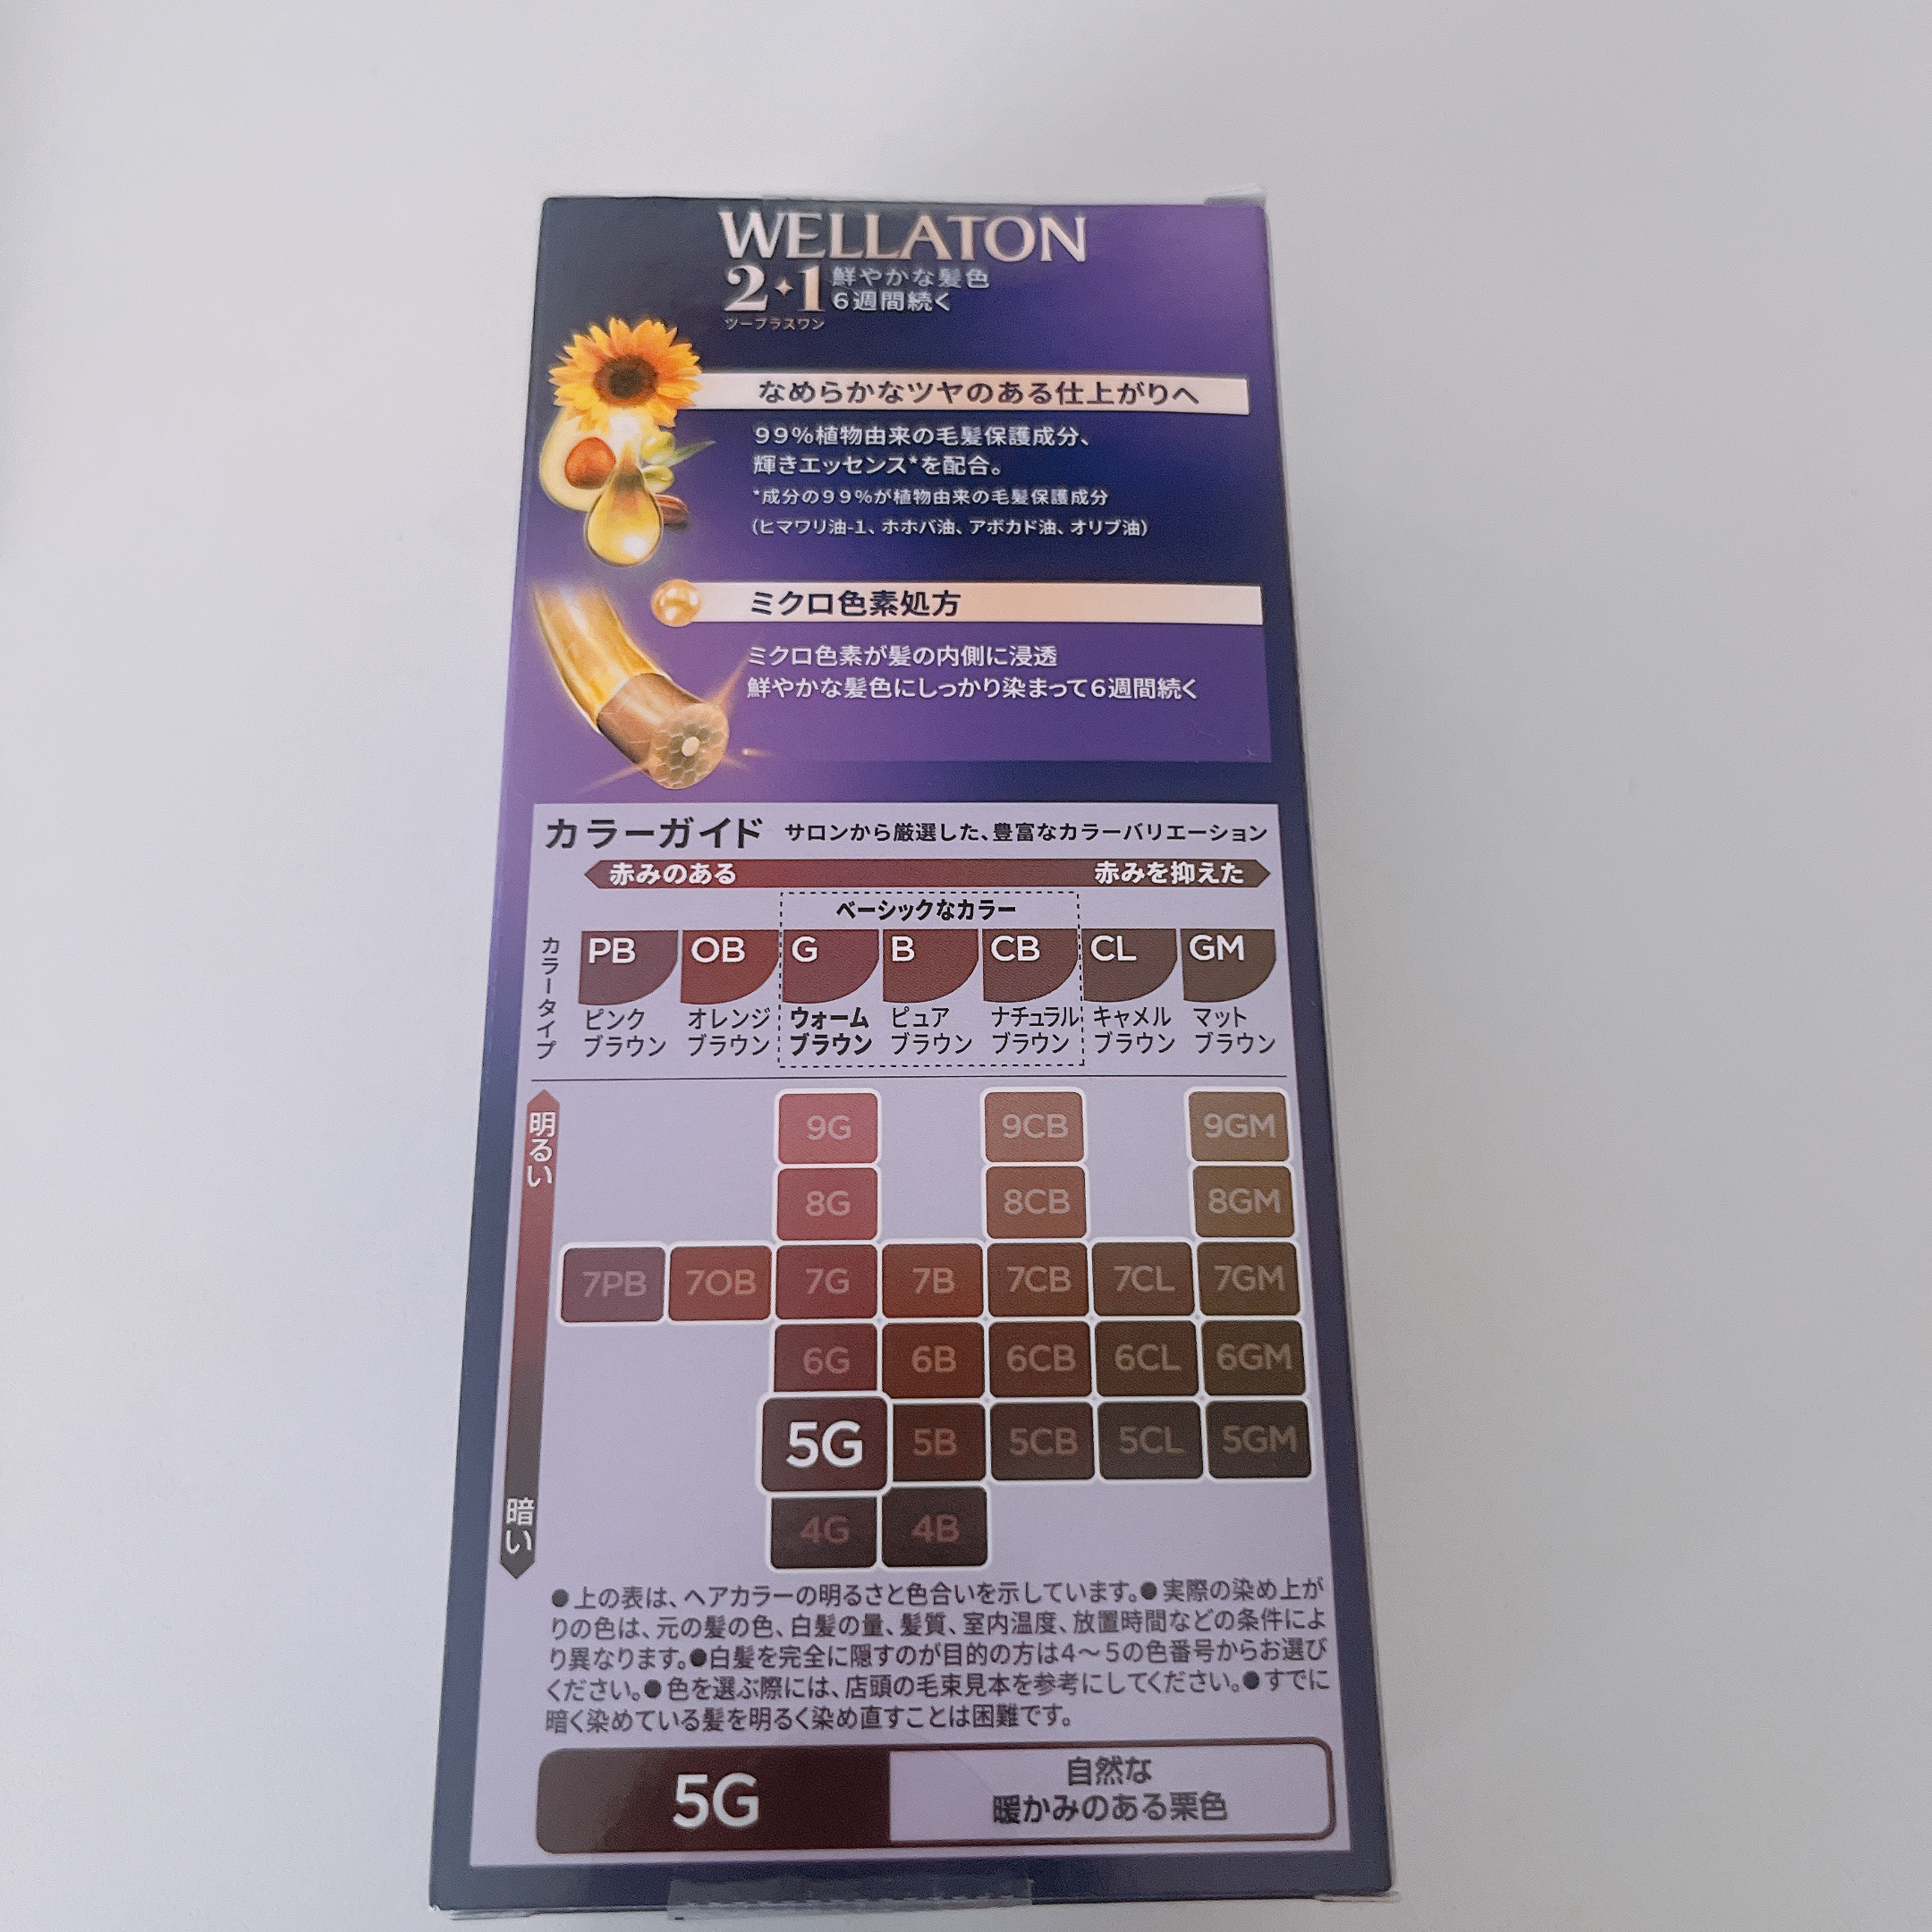 WELLATON
2+1 鮮やかな髪色
6週間続く
ツープラスワン
なめらかなツヤのある仕上がりへ
99%植物由来の毛髪保護成分、
輝きエッセンス*を配合。
*成分の99%が植物由来の毛髪保護成分
(ヒマワリ油-1、ホホバ油、アボカド油、オリブ油)
ミクロ色素処方
ミクロ色素が髪の内側に浸透
鮮やかな髪色にしっかり染まって6週間続く
カラーガイド サロンから厳選した、豊富なカラーバリエーション
赤みのある 赤みを抑えた
ベーシックなカラー
カラータイプ
PB OB G B CB CL GM
ピンク オレンジ ウォーム ピュア ナチュラル キャメル マット
ブラウン ブラウン ブラウン ブラウン ブラウン ブラウン ブラウン
明るい
9G 9CB 9GM
8G 8CB 8GM
7PB 7OB 7G 7B 7CB 7CL 7GM
6G 6B 6CB 6CL 6GM
5G 5B 5CB 5CL 5GM
暗い
4G 4B
●上の表は、ヘアカラーの明るさと色合いを示しています。●実際の染め上が
りの色は、元の髪の色、白髪の量、髪質、室内温度、放置時間などの条件によ
り異なります。●白髪を完全に隠すのが目的の方は4～5の色番号からお選び
ください。●色を選ぶ際には、店頭の毛束見本を参考にしてください。●すでに
暗く染めている髪を明るく染め直すことは困難です。
5G
自然な
暖かみのある栗色